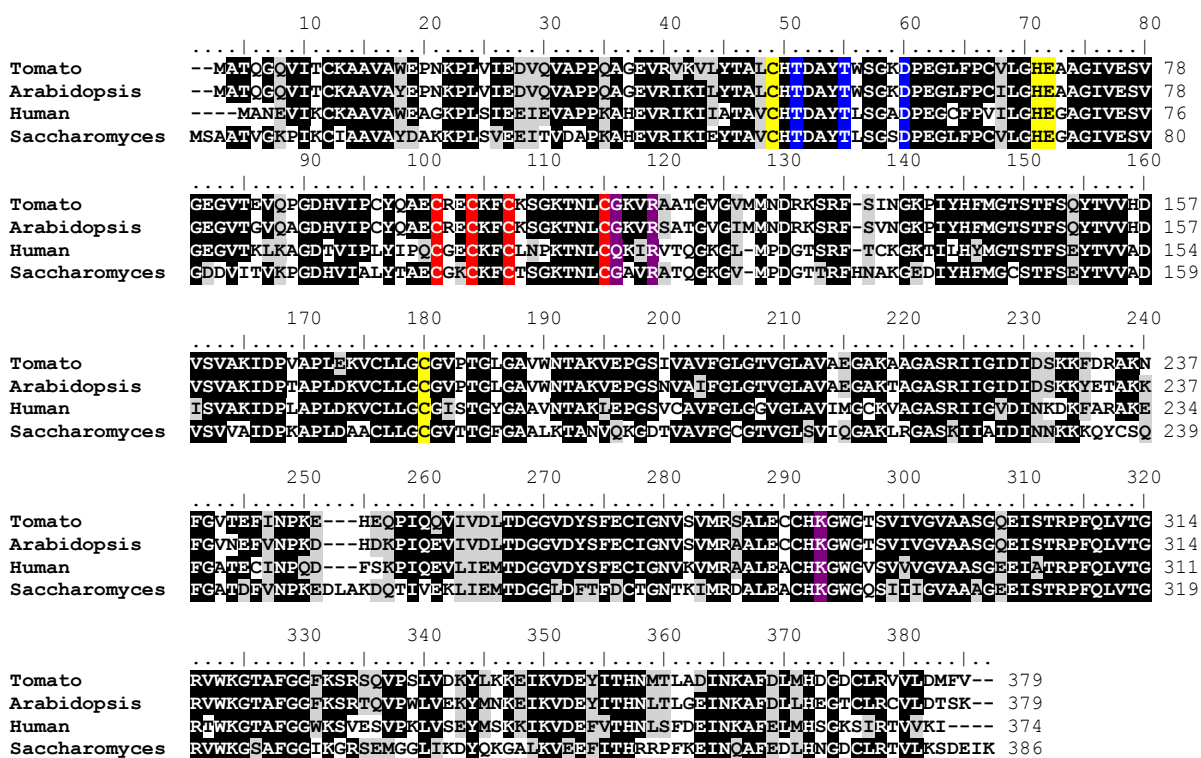 10 20 30 40 50 60 70 80
....|....|....|....|....|....|....|....|....|....|....|....|....|....|....|....|
Tomato --MATQGQVITCKAAVAWEPNKPLVIEDVQVAPPQAGEVRVKVLYTALCHTDAYTWSGKDPEGLFPCVLGHEAAGIVESV 78
Arabidopsis --MATQGQVIKCKAAVAYEPNKPLVIEDVQVAPPQAGEVRIKILYTALCHTDAYTWSGKDPEGLFPCILGHEAAGIVESV 78
Human ----MANEVIKCKAAVAWEAGKPLSIEEIEVAPPKAHEVRIKIIATAVCHTDAYTLSGADPEGCFPVILGHEGAGIVESV 76
Saccharomyces MSAATVGKPIKCIAAVAYDAKKPLSVEEITVDAPKAHEVRIKIEYTAVCHTDAYTLSGSDPEGLFPCVLGHEGAGIVESV 80
90 100 110 120 130 140 150 160
....|....|....|....|....|....|....|....|....|....|....|....|....|....|....|....|
Tomato GEGVTEVQPGDHVIPCYQAECRECKFCKSGKTNLCGKVRAATGVGVMMNDRKSRF-SINGKPIYHFMGTSTFSQYTVVHD 157
Arabidopsis GEGVTGVQAGDHVIPCYQAECRECKFCKSGKTNLCGKVRSATGVGIMMNDRKSRF-SVNGKPIYHFMGTSTFSQYTVVHD 157
Human GEGVTKLKAGDTVIPLYIPQCGECKFCLNPKTNLCQKIRVTQGKGL-MPDGTSRF-TCKGKTILHYMGTSTFSEYTVVAD 154
Saccharomyces GDDVITVKPGDHVIALYTAECGKCKFCTSGKTNLCGAVRATQGKGV-MPDGTTRFHNAKGEDIYHFMGCSTFSEYTVVAD 159
170 180 190 200 210 220 230 240
....|....|....|....|....|....|....|....|....|....|....|....|....|....|....|....|
Tomato VSVAKIDPVAPLEKVCLLGCGVPTGLGAVWNTAKVEPGSIVAVFGLGTVGLAVAEGAKAAGASRIIGIDIDSKKFDRAKN 237
Arabidopsis VSVAKIDPTAPLDKVCLLGCGVPTGLGAVWNTAKVEPGSNVAIFGLGTVGLAVAEGAKTAGASRIIGIDIDSKKYETAKK 237
Human ISVAKIDPLAPLDKVCLLGCGISTGYGAAVNTAKLEPGSVCAVFGLGGVGLAVIMGCKVAGASRIIGVDINKDKFARAKE 234
Saccharomyces VSVVAIDPKAPLDAACLLGCGVTTGFGAALKTANVQKGDTVAVFGCGTVGLSVIQGAKLRGASKIIAIDINNKKKQYCSQ 239
250 260 270 280 290 300 310 320
....|....|....|....|....|....|....|....|....|....|....|....|....|....|....|....|
Tomato FGVTEFINPKE---HEQPIQQVIVDLTDGGVDYSFECIGNVSVMRSALECCHKGWGTSVIVGVAASGQEISTRPFQLVTG 314
Arabidopsis FGVNEFVNPKD---HDKPIQEVIVDLTDGGVDYSFECIGNVSVMRAALECCHKGWGTSVIVGVAASGQEISTRPFQLVTG 314
Human FGATECINPQD---FSKPIQEVLIEMTDGGVDYSFECIGNVKVMRAALEACHKGWGVSVVVGVAASGEEIATRPFQLVTG 311
Saccharomyces FGATDFVNPKEDLAKDQTIVEKLIEMTDGGLDFTFDCTGNTKIMRDALEACHKGWGQSIIIGVAAAGEEISTRPFQLVTG 319
330 340 350 360 370 380
....|....|....|....|....|....|....|....|....|....|....|....|....|..
Tomato RVWKGTAFGGFKSRSQVPSLVDKYLKKEIKVDEYITHNMTLADINKAFDLMHDGDCLRVVLDMFV-- 379
Arabidopsis RVWKGTAFGGFKSRTQVPWLVEKYMNKEIKVDEYITHNLTLGEINKAFDLLHEGTCLRCVLDTSK-- 379
Human RTWKGTAFGGWKSVESVPKLVSEYMSKKIKVDEFVTHNLSFDEINKAFELMHSGKSIRTVVKI---- 374
Saccharomyces RVWKGSAFGGIKGRSEMGGLIKDYQKGALKVEEFITHRRPFKEINQAFEDLHNGDCLRTVLKSDEIK 386